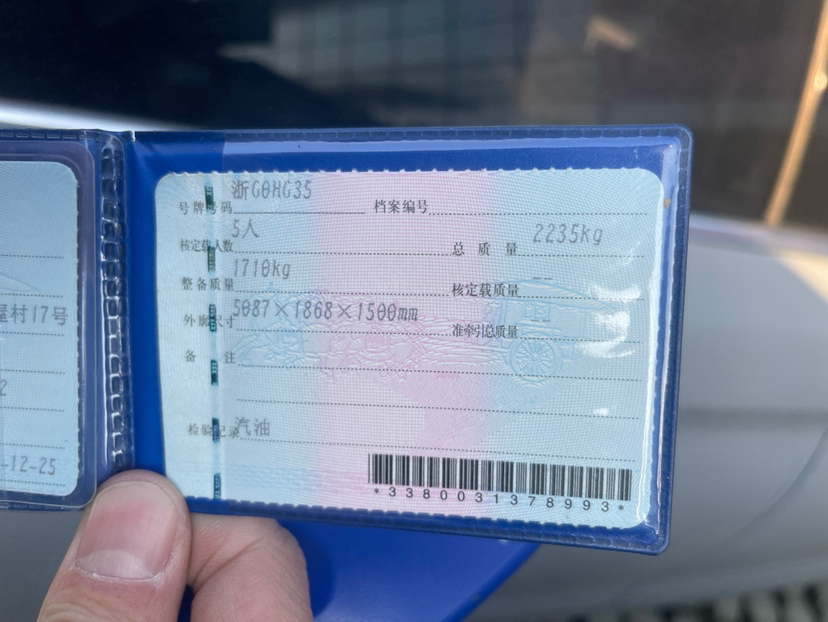 屋村17号
2
-12-25
浙G0HG35
号牌号码 档案编号
5人 2235kg
核定载人数 总质量
1710kg --
整备质量 核定载质量
5087×1868×1500mm
外廓尺寸 准牵引总质量
备注
检验记录 汽油
*3380031378993*